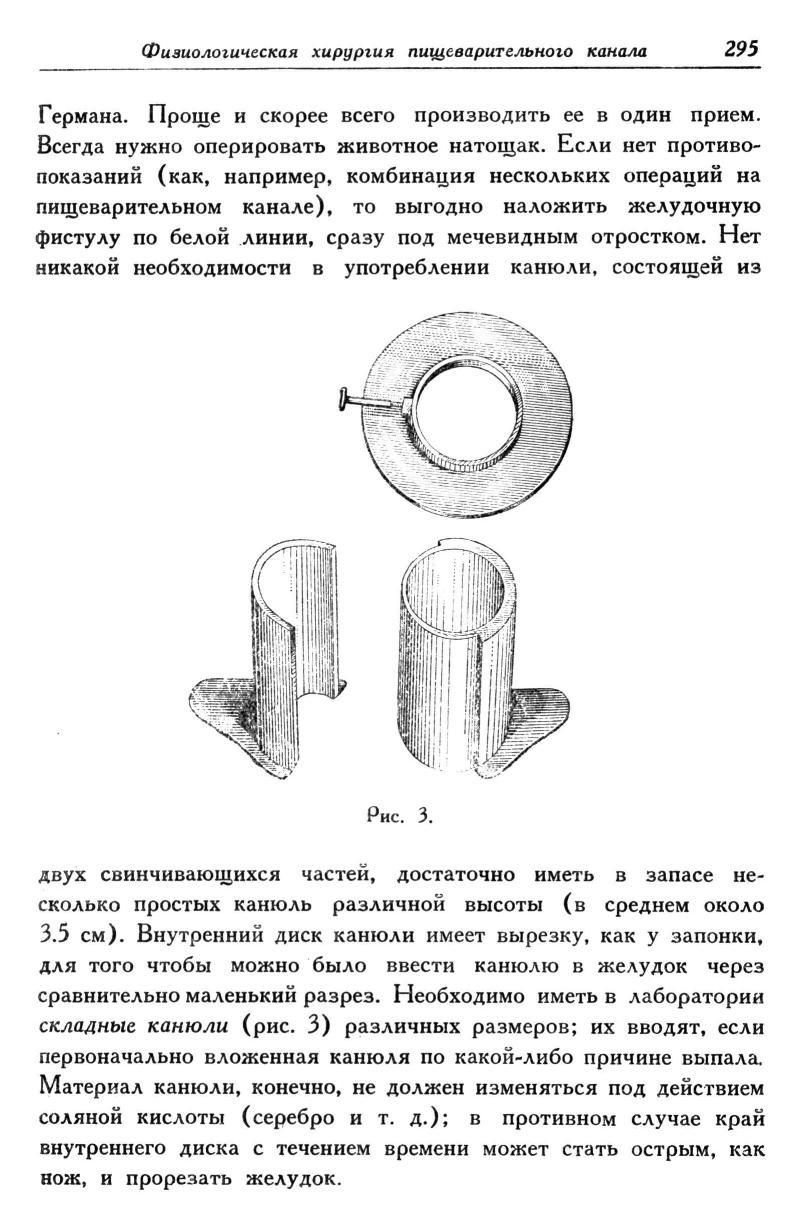 Физиологическая хирургия пищеварительного канала 295
Германа. Проще и скорее всего производить ее в один прием.
Всегда нужно оперировать животное натощак. Если нет противо-
показаний (как, например, комбинация нескольких операций на
пищеварительном канале), то выгодно наложить желудочную
фистулу по белой линии, сразу под мечевидным отростком. Нет
никакой необходимости в употреблении канюли, состоящей из
Рис. 3.
двух свинчивающихся частей, достаточно иметь в запасе не-
сколько простых канюль различной высоты (в среднем около
3.5 см). Внутренний диск канюли имеет вырезку, как у запонки,
для того чтобы можно было ввести канюлю в желудок через
сравнительно маленький разрез. Необходимо иметь в лаборатории
складные канюли (рис. 3) различных размеров; их вводят, если
первоначально вложенная канюля по какой-либо причине выпала.
Материал канюли, конечно, не должен изменяться под действием
соляной кислоты (серебро и т. д.); в противном случае край
внутреннего диска с течением времени может стать острым, как
нож, и прорезать желудок.